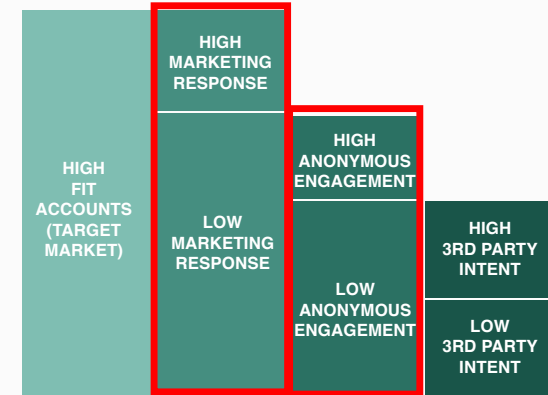 HIGH
FIT
ACCOUNTS
(TARGET
MARKET)
HIGH
MARKETING
RESPONSE
LOW
MARKETING
RESPONSE
HIGH
ANONYMOUS
ENGAGEMENT
LOW
ANONYMOUS
ENGAGEMENT
HIGH
3RD PARTY
INTENT
LOW
3RD PARTY
INTENT